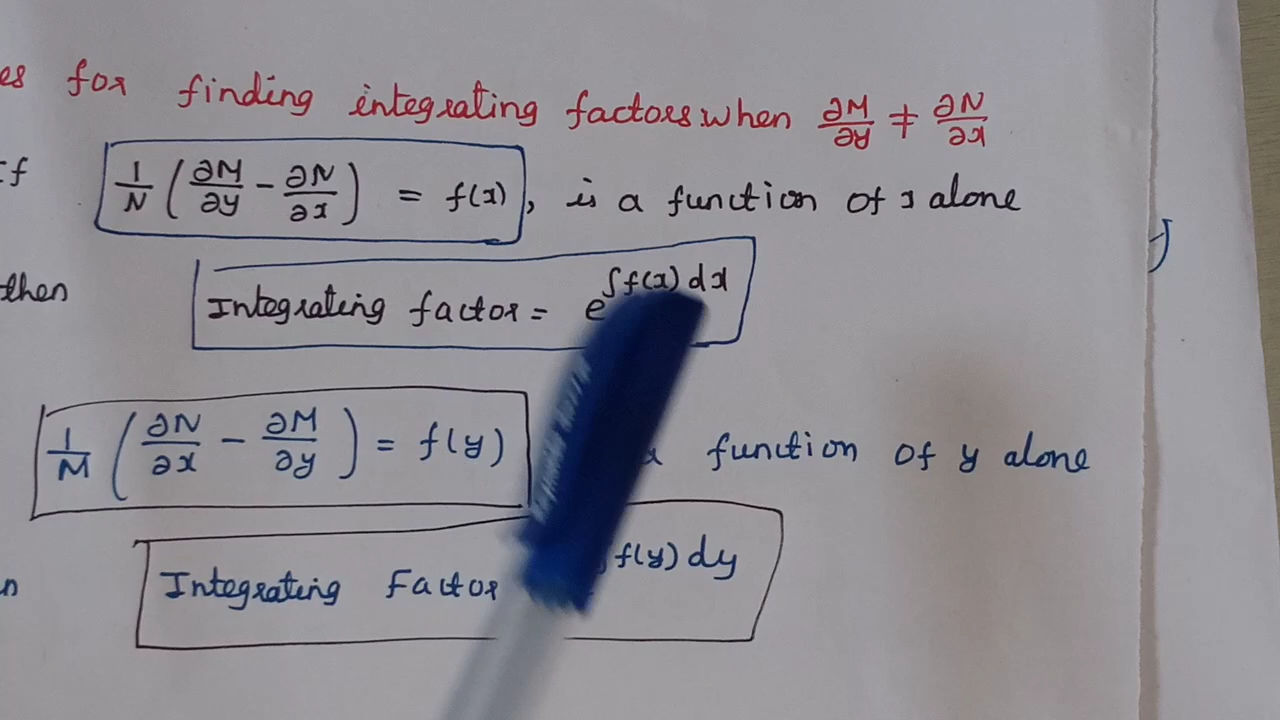 es for finding integrating factors when ∂M/∂y ≠ ∂N/∂x
If 1/N (∂M/∂y - ∂N/∂x) = f(x), is a function of x alone
then Integrating factor = e^∫f(x) dx
1/M (∂N/∂x - ∂M/∂y) = f(y) a function of y alone
n Integrating Factor ∫f(y) dy